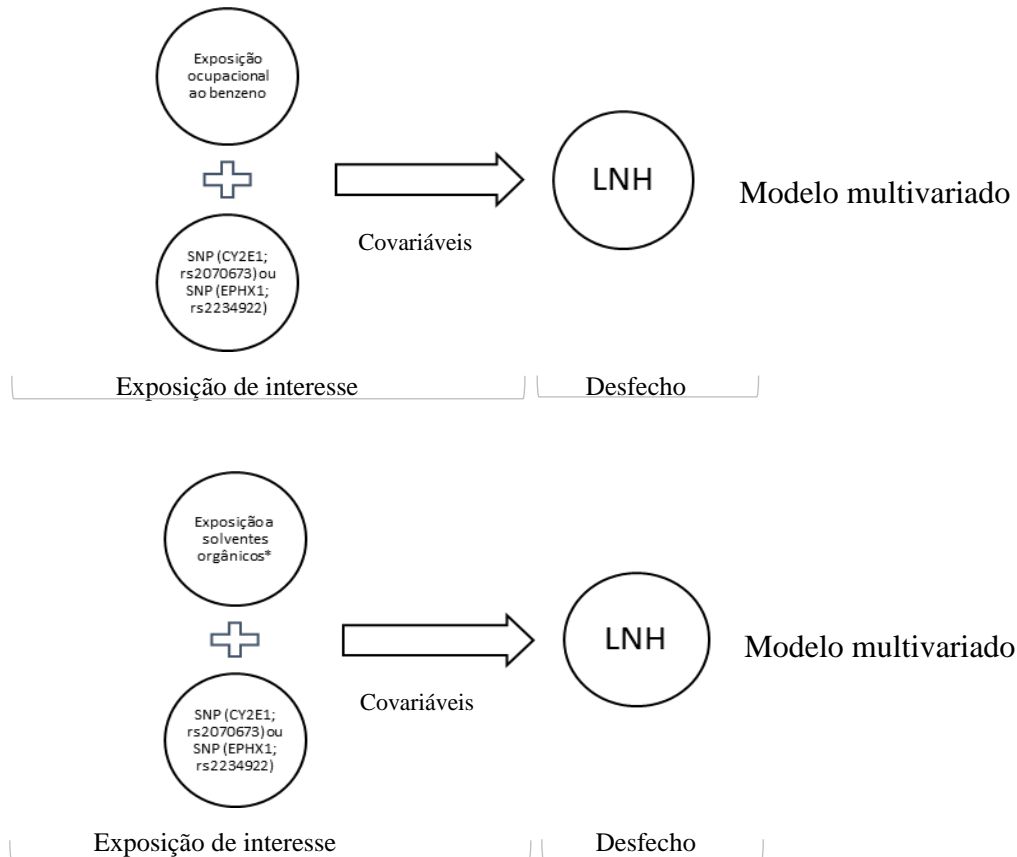 Exposição
ocupacional
ao benzeno
SNP (CY2E1;
rs2070673) ou
SNP (EPHX1;
rs2234922)
Covariáveis
LNH
Modelo multivariado
Exposição de interesse
Desfecho
Exposição a
solventes
orgânicos*
SNP (CY2E1;
rs2070673) ou
SNP (EPHX1;
rs2234922)
Covariáveis
LNH
Modelo multivariado
Exposição de interesse
Desfecho